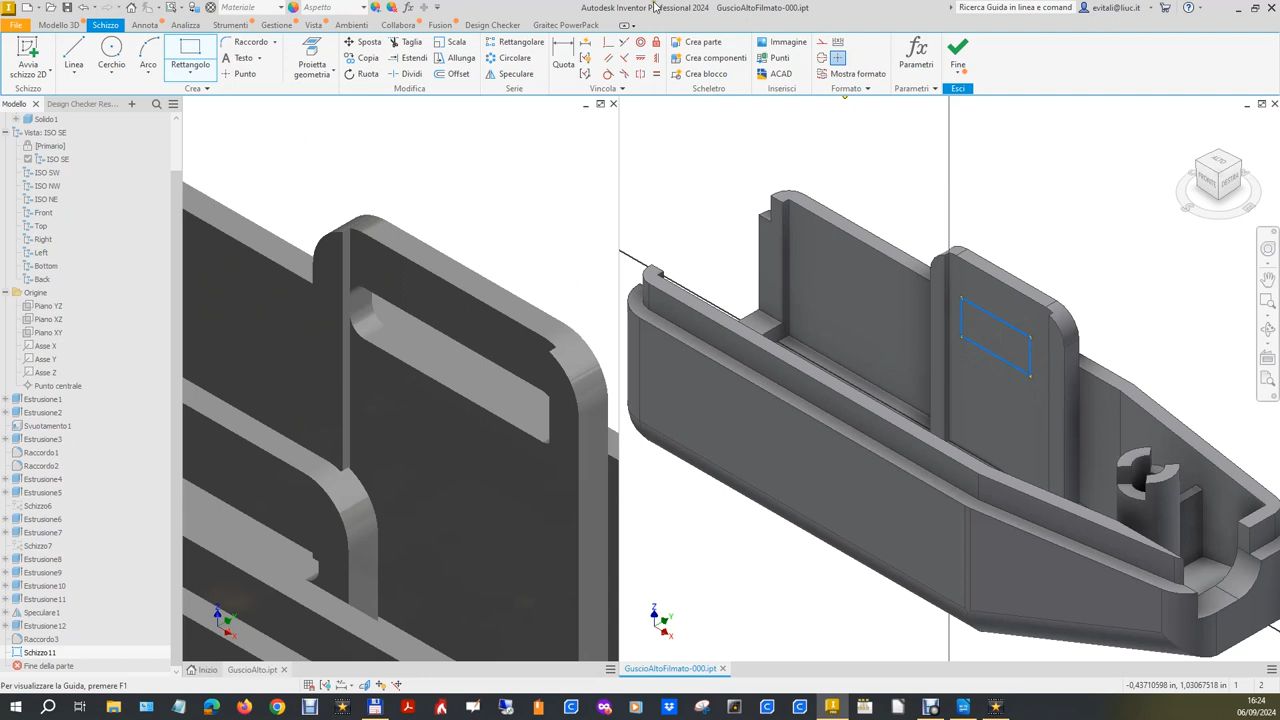 Materiale
Aspetto
Autodesk Inventor Professional 2024 GuscioAltoFilmato-000.ipt
Ricerca Guida in linea e comand
evitali@liuc.it
File
Modello 3D
Schizzo
Annota
Analizza
Strumenti
Gestione
Vista
Ambienti
Collabora
Fusion
Design Checker
Graitec PowerPack
Avvia
schizzo 2D
Linea
Cerchio
Arco
Rettangolo
Raccordo
Testo
Punto
Proietta
geometria
Sposta
Taglia
Scala
Copia
Estendi
Allunga
Ruota
Dividi
Offset
Rettangolare
Circolare
Speculare
Quota
Crea parte
Crea componenti
Crea blocco
Immagine
Punti
ACAD
Mostra formato
Parametri
Fine
Schizzo
Crea
Modifica
Serie
Vincola
Scheletro
Inserisci
Formato
Parametri
Esci
Modello
Design Checker Res...
Solido1
Vista: ISO SE
[Primario]
ISO SE
ISO SW
ISO NW
ISO NE
Front
Top
Right
Left
Bottom
Back
Origine
Piano YZ
Piano XZ
Piano XY
Asse X
Asse Y
Asse Z
Punto centrale
Estrusione1
Estrusione2
Svuotamento1
Estrusione3
Raccordo1
Raccordo2
Estrusione4
Estrusione5
Schizzo6
Estrusione6
Estrusione7
Schizzo7
Estrusione8
Estrusione9
Estrusione10
Estrusione11
Speculare1
Estrusione12
Raccordo3
Schizzo11
Fine della parte
ALTO
FRONTE
DESTRA
Z
Y
X
Z
Y
X
Inizio
GuscioAlto.ipt
GuscioAltoFilmato-000.ipt
Per visualizzare la Guida, premere F1
-0,43710598 in, 1,03067518 in
1
2
16:24
06/09/2024